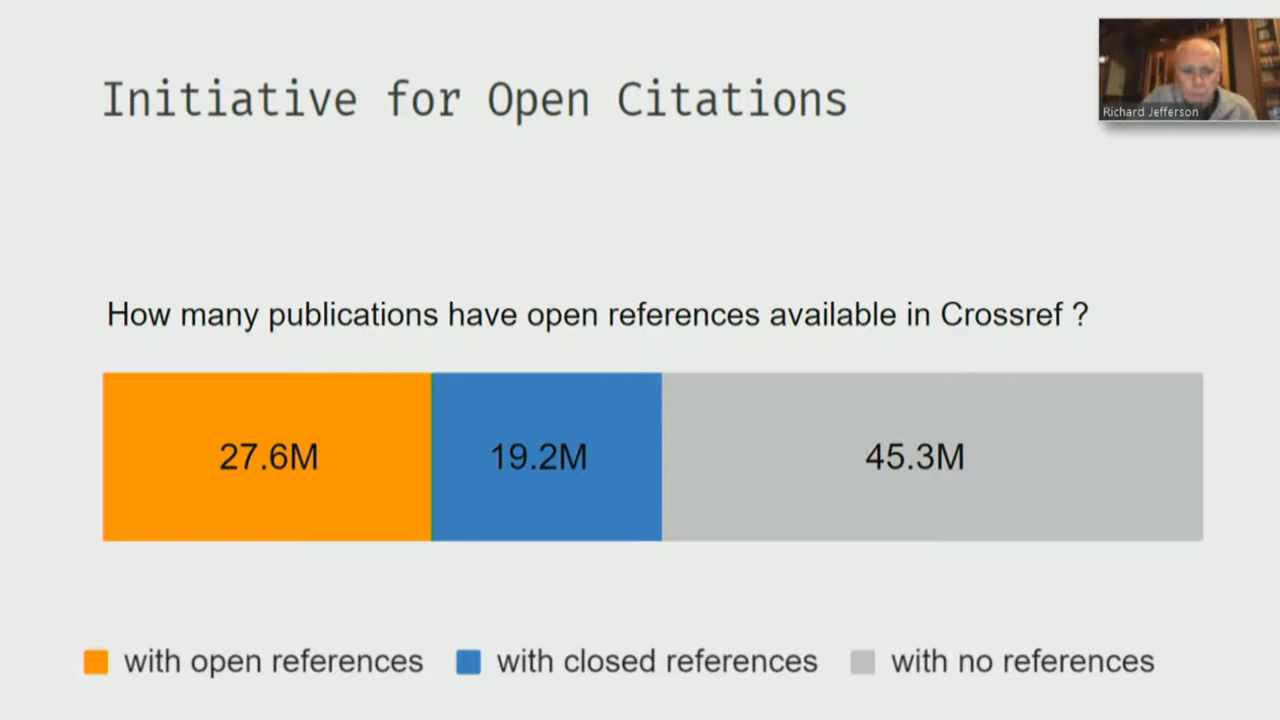 Initiative for Open Citations
Richard Jefferson
How many publications have open references available in Crossref ?
27.6M 19.2M 45.3M
with open references with closed references with no references